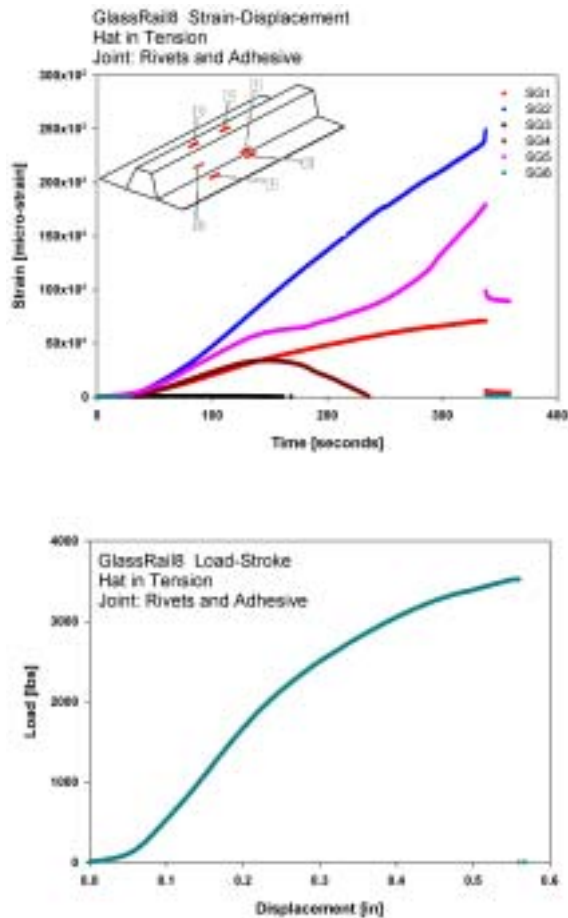 GlassRail8 Strain-Displacement
Hat in Tension
Joint: Rivets and Adhesive
300x10³
250x10³
200x10³
150x10³
100x10³
50x10³
0
Strain [micro-strain]
SG1
SG2
SG3
SG4
SG5
SG6
0
100
200
300
400
Time [seconds]
GlassRail8 Load-Stroke
Hat in Tension
Joint: Rivets and Adhesive
4000
3000
2000
1000
0
Load [lbs]
0.0
0.1
0.2
0.3
0.4
0.5
0.6
Displacement [in]